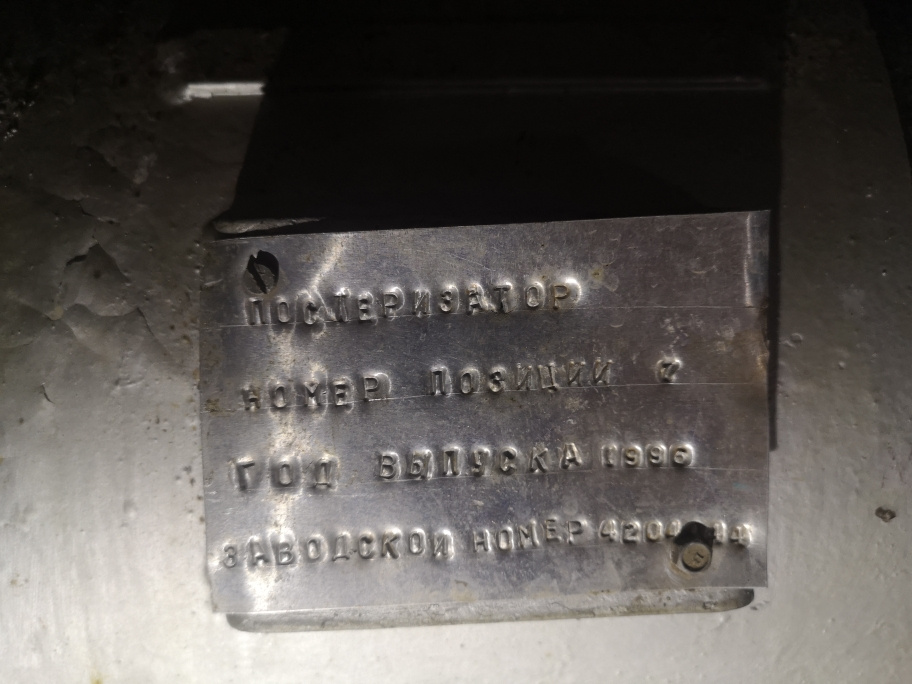 ПОСТЕРИЗАТОР
НОМЕР ПОЗИЦИИ 7
ГОД ВЫПУСКА 1996
ЗАВОДСКОЙ НОМЕР